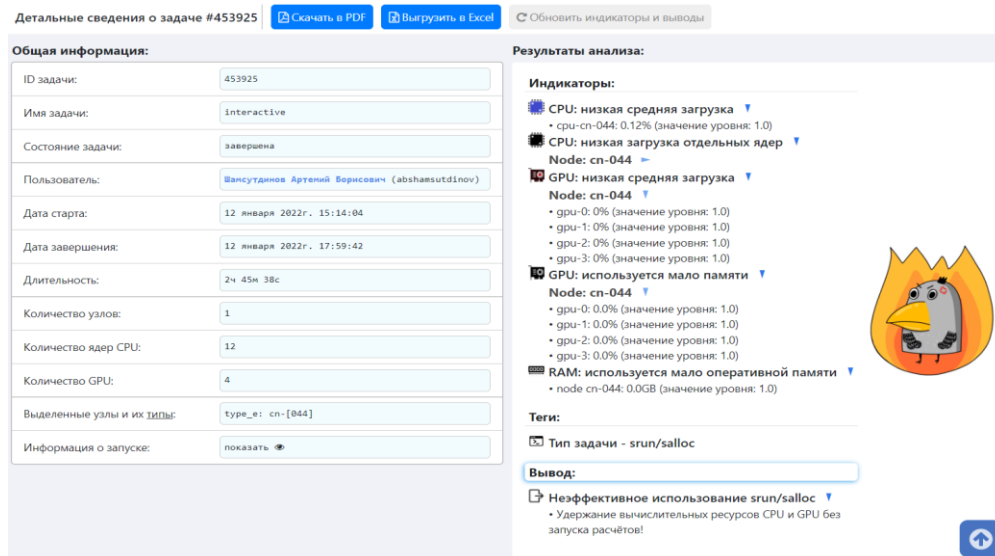 Детальные сведения о задаче #453925
Скачать в PDF
Выгрузить в Excel
Обновить индикаторы и выводы
Общая информация:
ID задачи: 453925
Имя задачи: interactive
Состояние задачи: завершена
Пользователь: Шамсутдинов Артемий Борисович (abshamsutdinov)
Дата старта: 12 января 2022г. 15:14:04
Дата завершения: 12 января 2022г. 17:59:42
Длительность: 2ч 45м 38с
Количество узлов: 1
Количество ядер CPU: 12
Количество GPU: 4
Выделенные узлы и их типы: type_e: cn-[044]
Информация о запуске: показать
Результаты анализа:
Индикаторы:
CPU: низкая средняя загрузка
• cpu-cn-044: 0.12% (значение уровня: 1.0)
CPU: низкая загрузка отдельных ядер
Node: cn-044
GPU: низкая средняя загрузка
Node: cn-044
• gpu-0: 0% (значение уровня: 1.0)
• gpu-1: 0% (значение уровня: 1.0)
• gpu-2: 0% (значение уровня: 1.0)
• gpu-3: 0% (значение уровня: 1.0)
GPU: используется мало памяти
Node: cn-044
• gpu-0: 0.0% (значение уровня: 1.0)
• gpu-1: 0.0% (значение уровня: 1.0)
• gpu-2: 0.0% (значение уровня: 1.0)
• gpu-3: 0.0% (значение уровня: 1.0)
RAM: используется мало оперативной памяти
• node cn-044: 0.0GB (значение уровня: 1.0)
Теги:
Тип задачи - srun/salloc
Вывод:
Неэффективное использование srun/salloc
• Удержание вычислительных ресурсов CPU и GPU без
запуска расчётов!